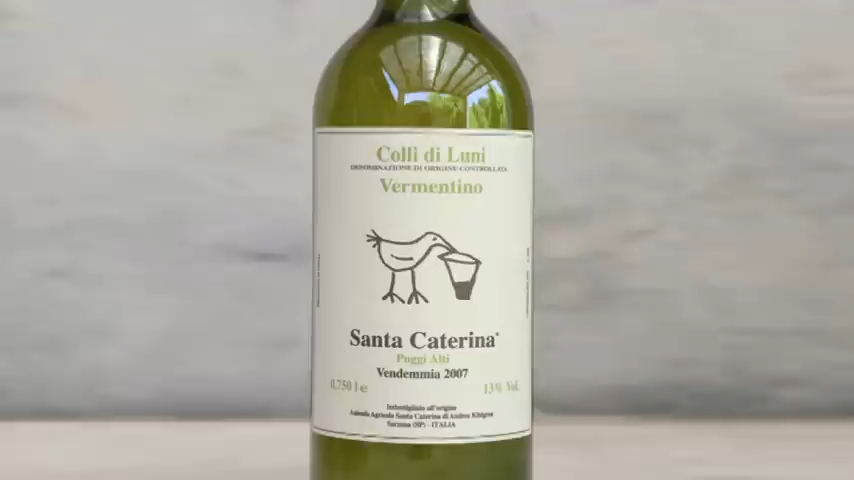 Colli di Luni
DENOMINAZIONE DI ORIGINE CONTROLLATA
Vermentino
Santa Caterina
Poggi Alti
Vendemmia 2007
0,750 l e 13% Vol.
Imbottigliato all'origine
Azienda Agricola Santa Caterina di Andrea Kihlgren
Sarzana (SP) - ITALIA